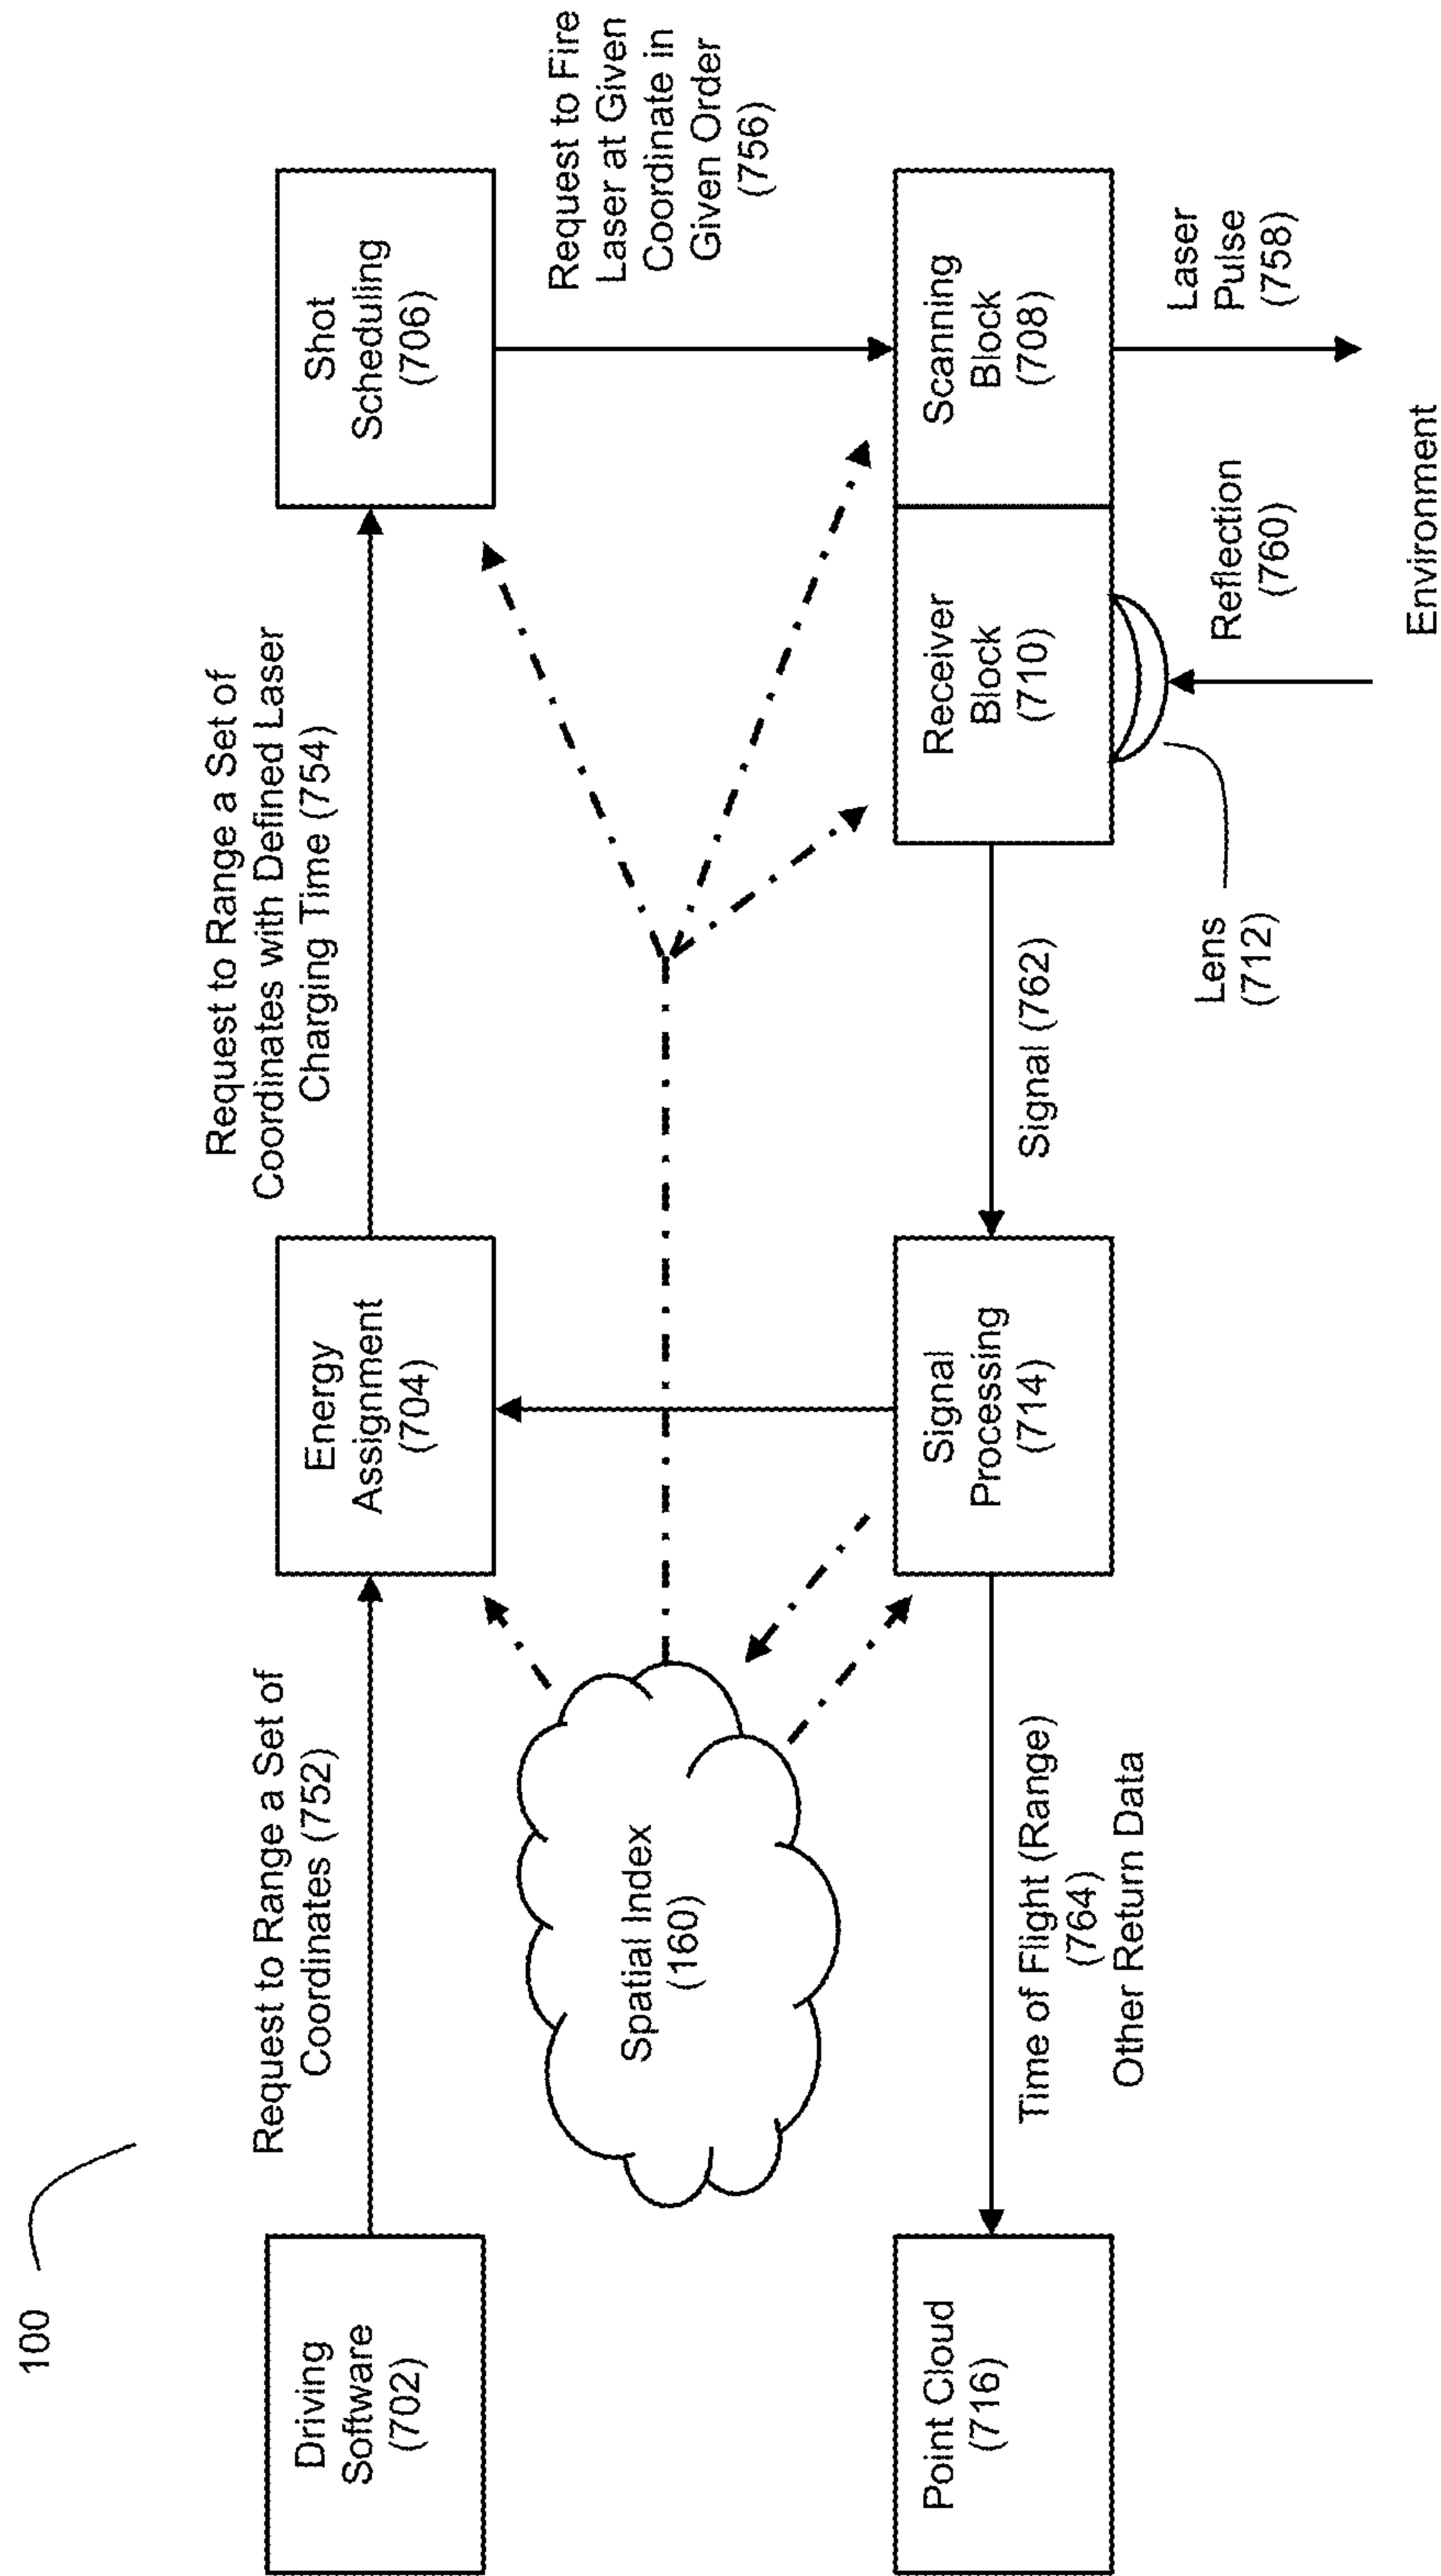 100
Driving
Software
(702)
Request to Range a Set of
Coordinates (752)
Energy
Assignment
(704)
Request to Range a Set of
Coordinates with Defined Laser
Charging Time (754)
Shot
Scheduling
(706)
Request to Fire
Laser at Given
Coordinate in
Given Order
(756)
Spatial Index
(160)
Point Cloud
(716)
Time of Flight (Range)
(764)
Other Return Data
Signal
Processing
(714)
Signal (762)
Receiver
Block
(710)
Scanning
Block
(708)
Lens
(712)
Reflection
(760)
Laser
Pulse
(758)
Environment